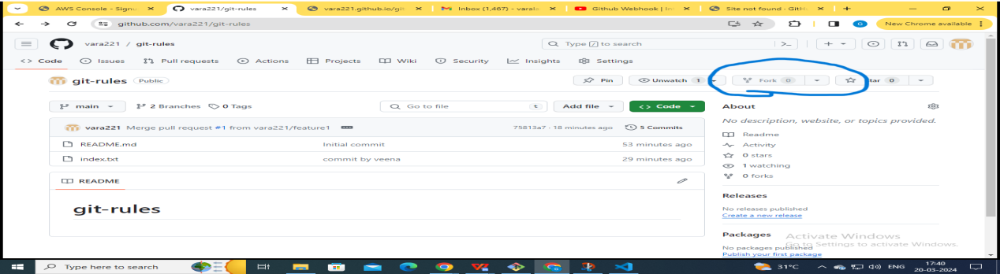 AWS Console - Signu
vara221/git-rules
vara221.github.io/git
Inbox (1,467) - varala
Github Webhook | In
Site not found · GitH
github.com/vara221/git-rules
New Chrome available
vara221 / git-rules
Type / to search
<> Code
Issues
Pull requests
Actions
Projects
Wiki
Security
Insights
Settings
git-rules Public
Pin
Unwatch 1
Fork 0
tar 0
main
2 Branches
0 Tags
Go to file t
Add file
<> Code
vara221 Merge pull request #1 from vara221/feature1
75813a7 · 18 minutes ago
5 Commits
README.md Initial commit 53 minutes ago
index.txt commit by veena 29 minutes ago
README
git-rules
About
No description, website, or topics provided.
Readme
Activity
0 stars
1 watching
0 forks
Releases
No releases published
Create a new release
Packages
No packages published
Publish your first package
Activate Windows
Go to Settings to activate Windows.
Type here to search
31°C
ENG
17:40
20-03-2024